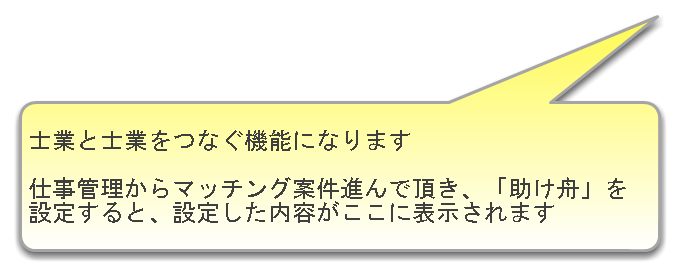 士業と士業をつなぐ機能になります
仕事管理からマッチング案件進んで頂き、「助け舟」を
設定すると、設定した内容がここに表示されます